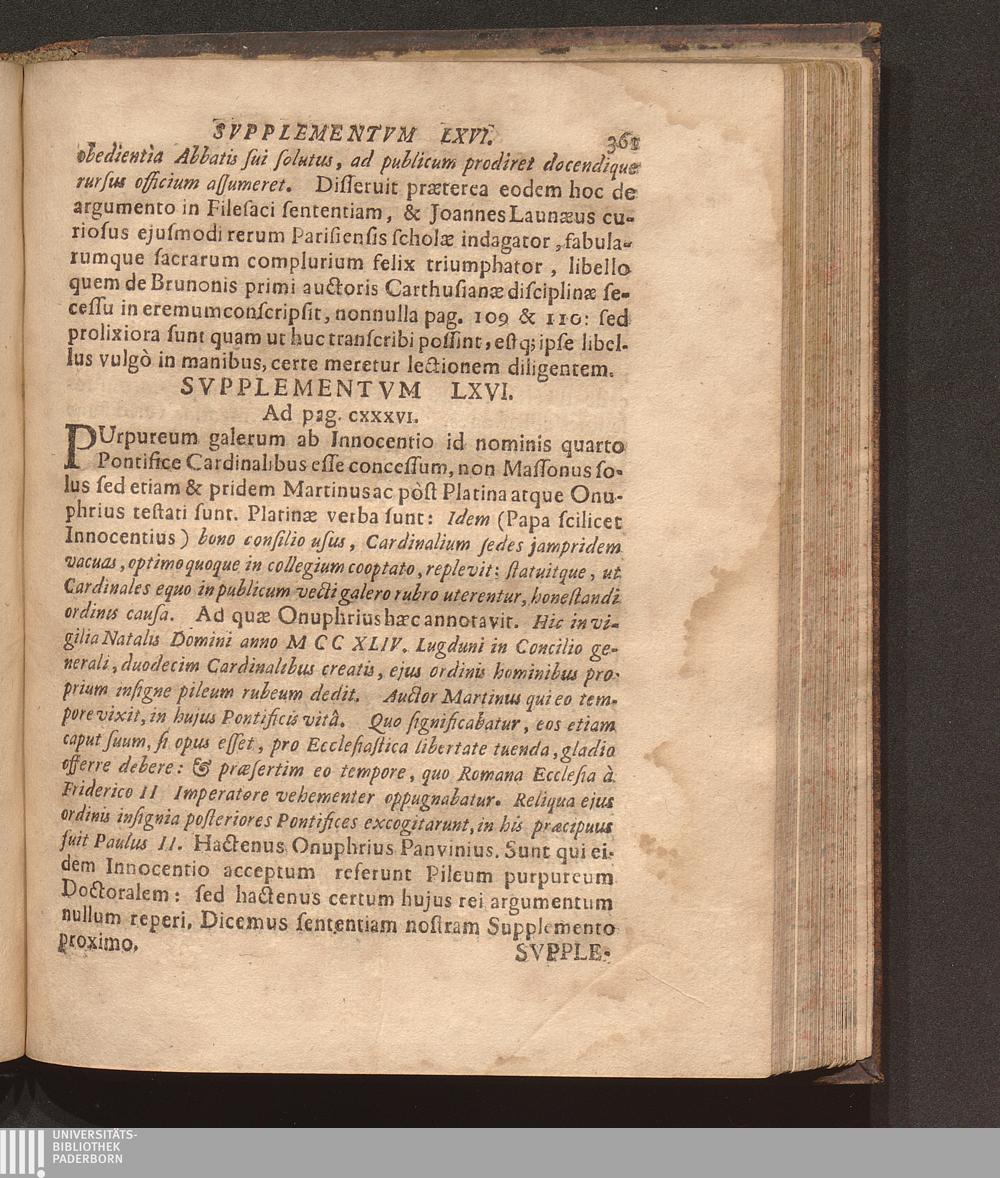 SVPPLEMENTVM LXVI. 361
obedientia Abbatis ſui ſolutus, ad publicum prodiret docendique
rurſus officium aſſumeret. Diſſeruit præterea eodem hoc de
argumento in Fileſaci ſententiam, & Joannes Launæus cu-
rioſus ejuſmodi rerum Pariſienſis ſcholæ indagator, fabula-
rumque ſacrarum complurium felix triumphator, libello
quem de Brunonis primi auctoris Carthuſianæ diſciplinæ ſe-
ceſſu in eremum conſcripſit, nonnulla pag. 109 & 110: ſed
prolixiora ſunt quam ut huc tranſcribi poſſint, eſtq; ipſe libel-
lus vulgò in manibus, certe meretur lectionem diligentem.
SVPPLEMENTVM LXVI.
Ad pag. CXXXVI.
PUrpureum galerum ab Innocentio id nominis quarto
Pontifice Cardinalibus eſſe conceſſum, non Maſſonus ſo-
lus ſed etiam & pridem Martinus ac pòſt Platina atque Onu-
phrius teſtati ſunt. Platinæ verba ſunt: Idem (Papa ſcilicet
Innocentius) bono conſilio uſus, Cardinalium ſedes jampridem
vacuas, optimo quoque in collegium cooptato, replevit: ſtatuitque, ut
Cardinales equo in publicum vecti galero rubro uterentur, honeſtandi
ordinis cauſa. Ad quæ Onuphrius hæc annotavit. Hic in vi-
gilia Natalis Domini anno MCCXLIV. Lugduni in Concilio ge-
nerali, duodecim Cardinalibus creatis, ejus ordinis hominibus pro-
prium inſigne pileum rubeum dedit. Auctor Martinus qui eo tem-
pore vixit, in hujus Pontificis vitâ. Quo ſignificabatur, eos etiam
caput ſuum, ſi opus eſſet, pro Eccleſiaſtica libertate tuenda, gladio
offerre debere: & præſertim eo tempore, quo Romana Eccleſia à
Friderico II Imperatore vehementer oppugnabatur. Reliqua ejus
ordinis inſignia poſteriores Pontifices excogitarunt, in his præcipuus
fuit Paulus II. Hactenus Onuphrius Panvinius. Sunt qui ei-
dem Innocentio acceptum referunt Pileum purpureum
Doctoralem: ſed hactenus certum hujus rei argumentum
nullum reperi. Dicemus ſententiam noſtram Supplemento
proximo.
SVPPLE-
UNIVERSITÄTS-
BIBLIOTHEK
PADERBORN